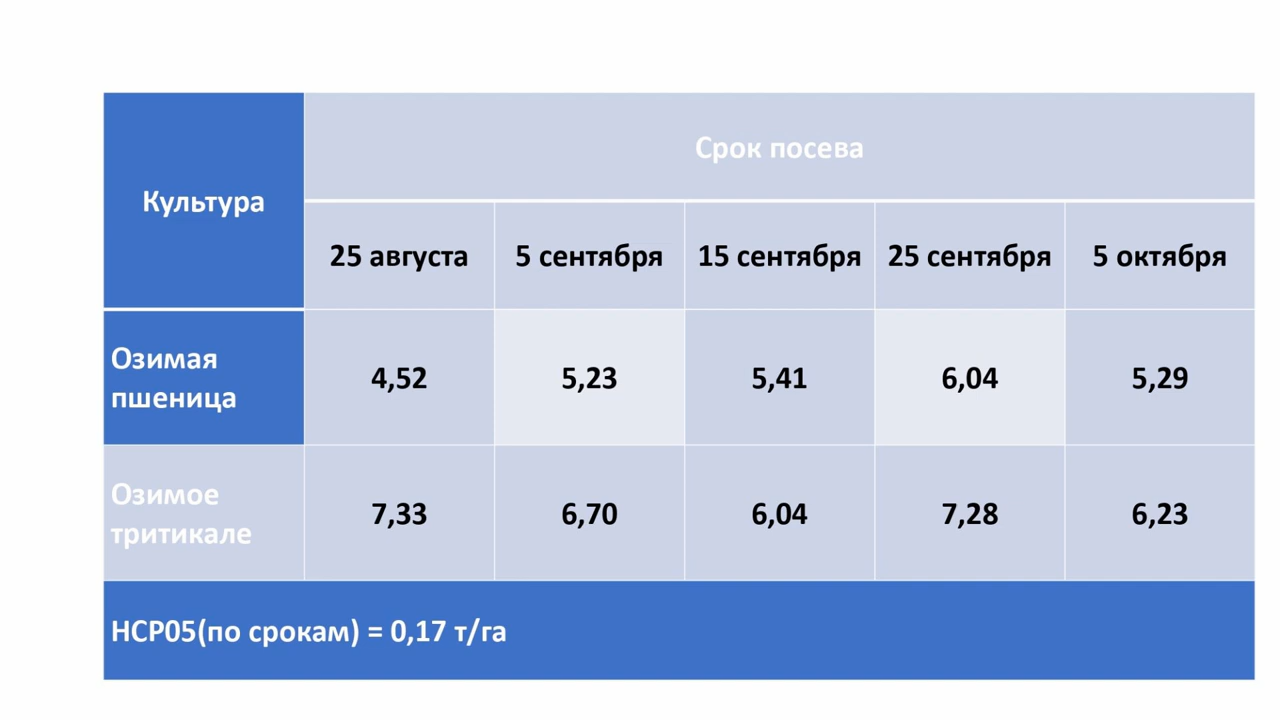 Культура
Срок посева
25 августа
5 сентября
15 сентября
25 сентября
5 октября
Озимая
пшеница
4,52
5,23
5,41
6,04
5,29
Озимое
тритикале
7,33
6,70
6,04
7,28
6,23
НСР05(по срокам) = 0,17 т/га